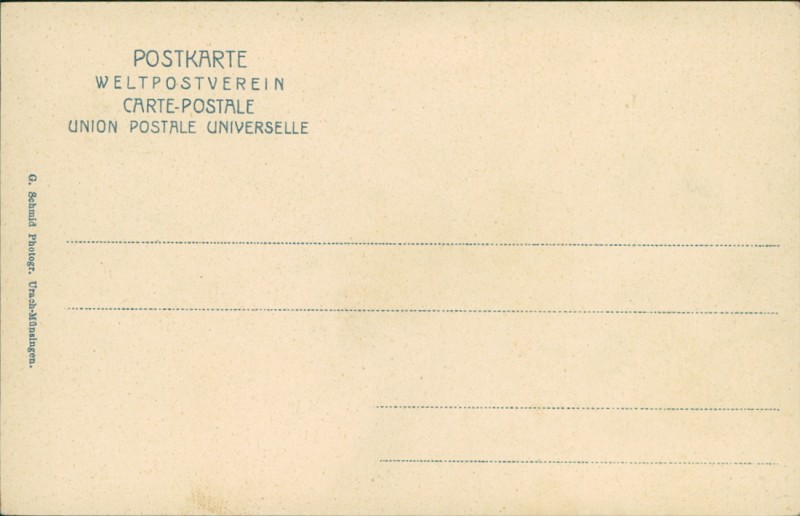 POSTKARTE
WELTPOSTVEREIN
CARTE-POSTALE
UNION POSTALE UNIVERSELLE
G. Schmid Photogr. Urach-Münsingen.